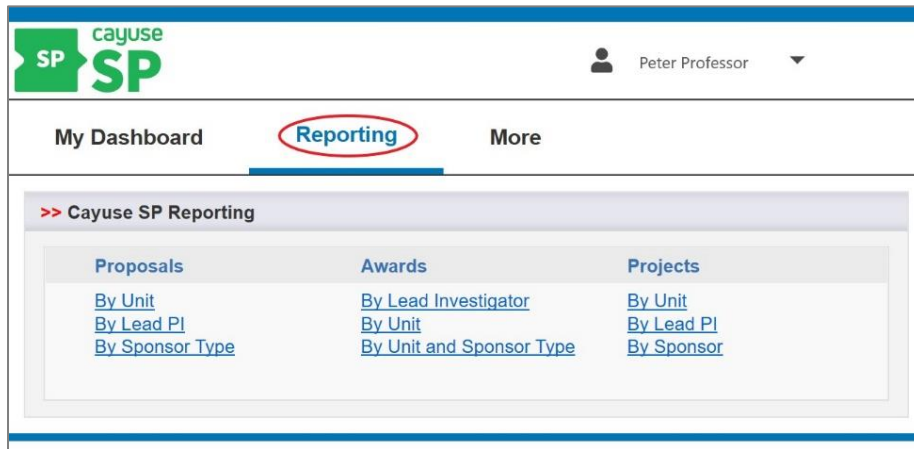 SP
cayuse
SP
Peter Professor
My Dashboard
Reporting
More
>> Cayuse SP Reporting
Proposals
By Unit
By Lead PI
By Sponsor Type
Awards
By Lead Investigator
By Unit
By Unit and Sponsor Type
Projects
By Unit
By Lead PI
By Sponsor